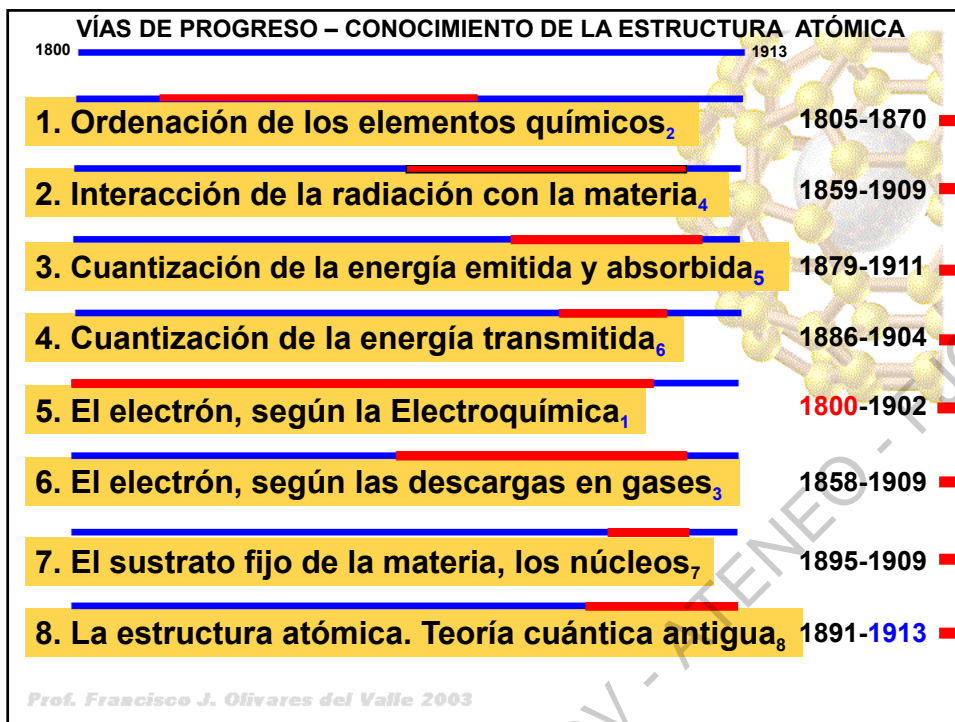 VÍAS DE PROGRESO – CONOCIMIENTO DE LA ESTRUCTURA ATÓMICA
1800 1913
1. Ordenación de los elementos químicos2 1805-1870
2. Interacción de la radiación con la materia4 1859-1909
3. Cuantización de la energía emitida y absorbida5 1879-1911
4. Cuantización de la energía transmitida6 1886-1904
5. El electrón, según la Electroquímica1 1800-1902
6. El electrón, según las descargas en gases3 1858-1909
7. El sustrato fijo de la materia, los núcleos7 1895-1909
8. La estructura atómica. Teoría cuántica antigua8 1891-1913
Prof. Francisco J. Olivares del Valle 2003
- ATENEO -